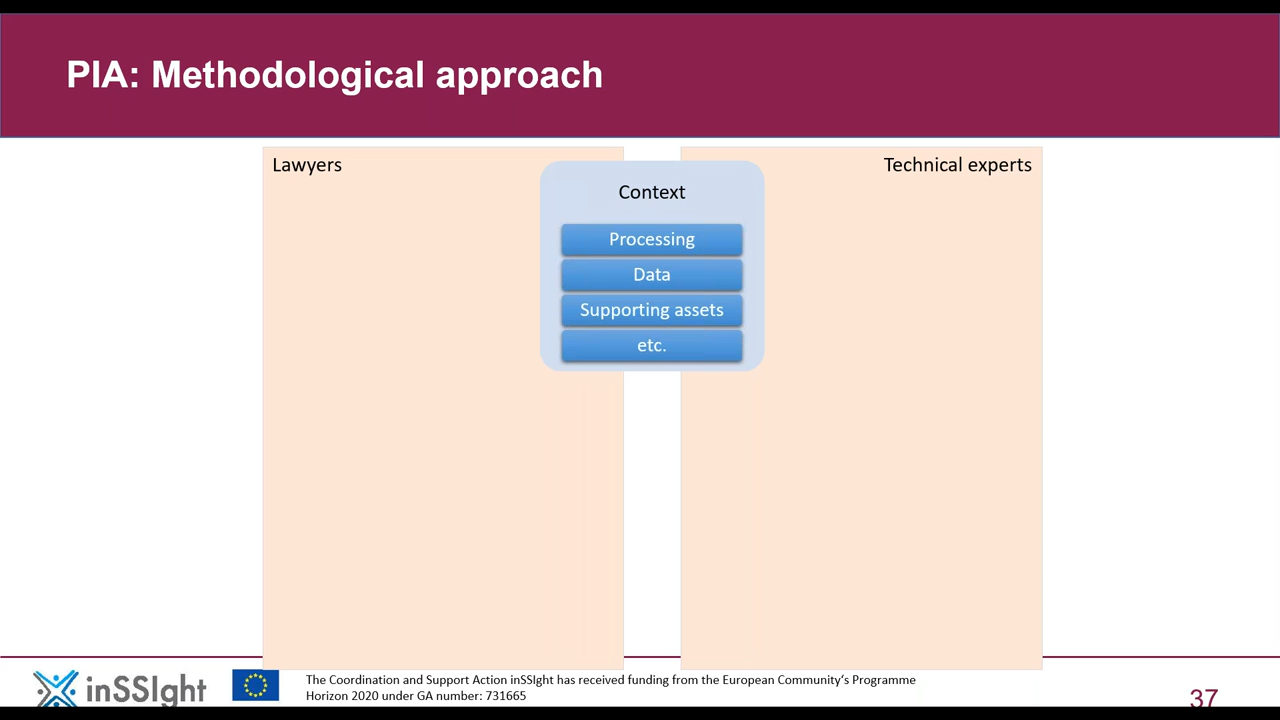 PIA: Methodological approach
Lawyers
Technical experts
Context
Processing
Data
Supporting assets
etc.
inSSIght
The Coordination and Support Action inSSIght has received funding from the European Community‘s Programme
Horizon 2020 under GA number: 731665
37